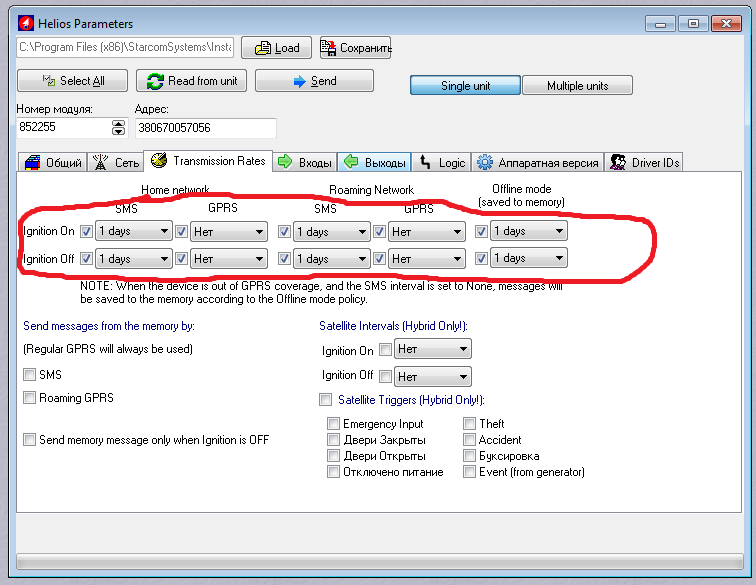 Helios Parameters
C:\Program Files (x86)\StarcomSystems\Insta
Load
Сохранить
Select All
Read from unit
Send
Single unit
Multiple units
Номер модуля:
Адрес:
852255
380670057056
Общий
Сеть
Transmission Rates
Входы
Выходы
Logic
Аппаратная версия
Driver IDs
Home network
Roaming Network
Offline mode
(saved to memory)
SMS
GPRS
SMS
GPRS
Ignition On
1 days
Нет
1 days
Нет
1 days
Ignition Off
1 days
Нет
1 days
Нет
1 days
NOTE: When the device is out of GPRS coverage, and the SMS interval is set to None, messages will
be saved to the memory according to the Offline mode policy.
Send messages from the memory by:
(Regular GPRS will always be used)
SMS
Roaming GPRS
Send memory message only when Ignition is OFF
Satellite Intervals (Hybrid Only!):
Ignition On
Нет
Ignition Off
Нет
Satellite Triggers (Hybrid Only!):
Emergency Input
Theft
Двери Закрыты
Accident
Двери Открыты
Буксировка
Отключено питание
Event (from generator)